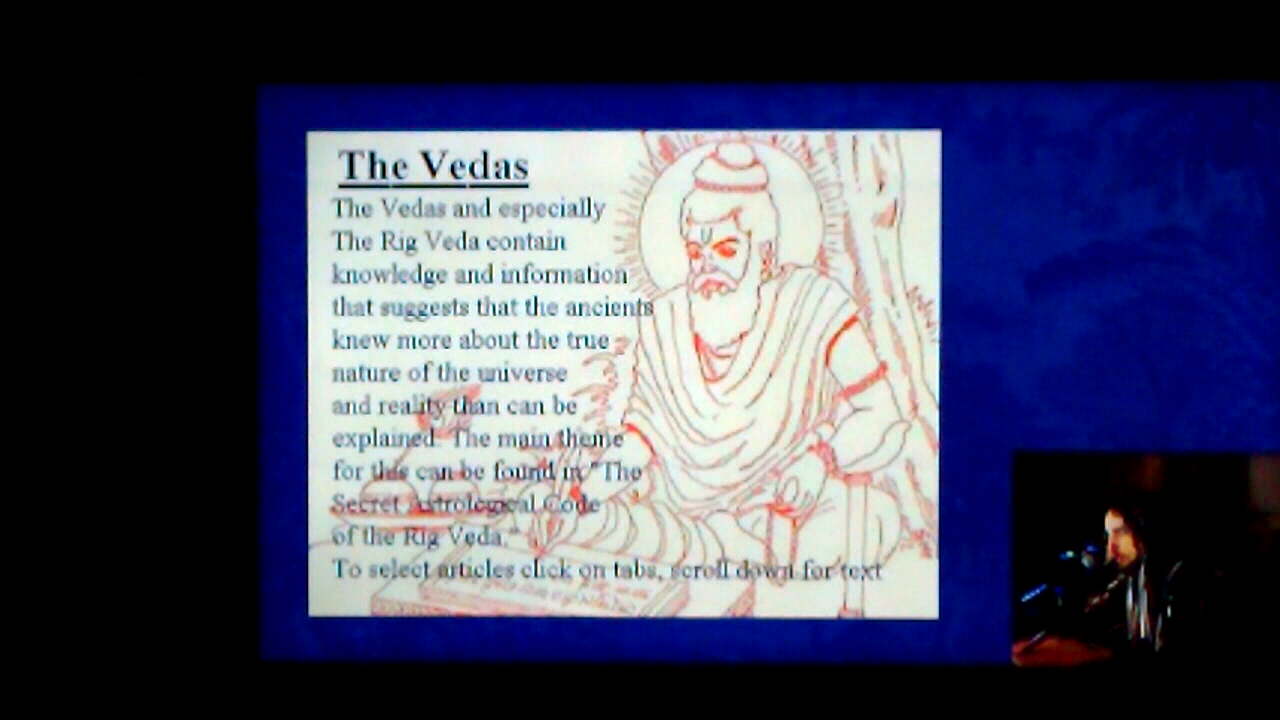 The Vedas
The Vedas and especially
The Rig Veda contain
knowledge and information
that suggests that the ancients
knew more about the true
nature of the universe
and reality than can be
explained. The main theme
for this can be found in "The
Secret Astrological Code
of the Rig Veda."
To select articles click on tabs, scroll down for text